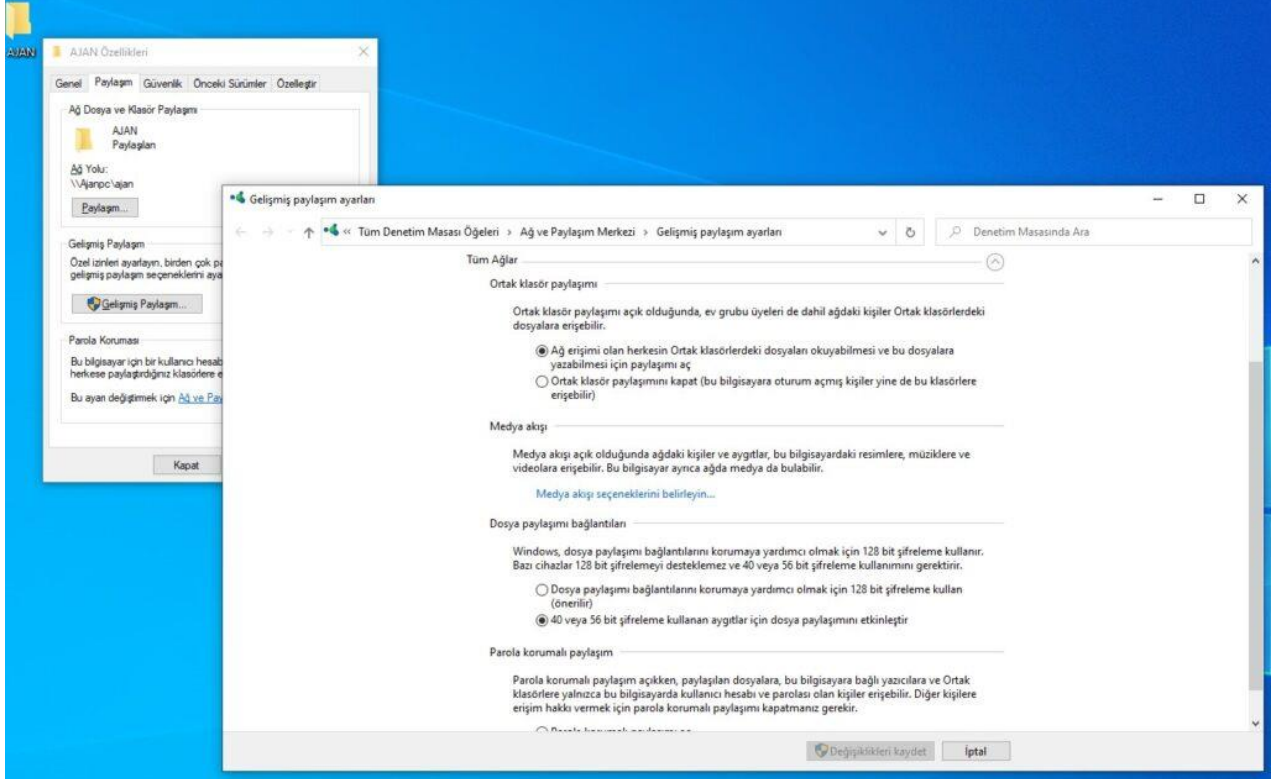 AJAN
AJAN Özellikleri
Genel Paylaşım Güvenlik Önceki Sürümler Özelleştir
Ağ Dosya ve Klasör Paylaşımı
AJAN
Paylaşılan
Ağ Yolu:
\\Ajanpc\ajan
Paylaşım...
Gelişmiş Paylaşım
Özel izinleri ayarlayın, birden çok pa
gelişmiş paylaşım seçeneklerini aya
Gelişmiş Paylaşım...
Parola Koruması
Bu bilgisayar için bir kullanıcı hesab
herkese paylaştırdığınız klasörlere e
Bu ayarı değiştirmek için Ağ ve Pay
Kapat
Gelişmiş paylaşım ayarları
« Tüm Denetim Masası Öğeleri > Ağ ve Paylaşım Merkezi > Gelişmiş paylaşım ayarları
Denetim Masasında Ara
Tüm Ağlar
Ortak klasör paylaşımı
Ortak klasör paylaşımı açık olduğunda, ev grubu üyeleri de dahil ağdaki kişiler Ortak klasörlerdeki
dosyalara erişebilir.
Ağ erişimi olan herkesin Ortak klasörlerdeki dosyaları okuyabilmesi ve bu dosyalara
yazabilmesi için paylaşımı aç
Ortak klasör paylaşımını kapat (bu bilgisayara oturum açmış kişiler yine de bu klasörlere
erişebilir)
Medya akışı
Medya akışı açık olduğunda ağdaki kişiler ve aygıtlar, bu bilgisayardaki resimlere, müziklere ve
videolara erişebilir. Bu bilgisayar ayrıca ağda medya da bulabilir.
Medya akışı seçeneklerini belirleyin...
Dosya paylaşımı bağlantıları
Windows, dosya paylaşımı bağlantılarını korumaya yardımcı olmak için 128 bit şifreleme kullanır.
Bazı cihazlar 128 bit şifrelemeyi desteklemez ve 40 veya 56 bit şifreleme kullanımını gerektirir.
Dosya paylaşımı bağlantılarını korumaya yardımcı olmak için 128 bit şifreleme kullan
(önerilir)
40 veya 56 bit şifreleme kullanan aygıtlar için dosya paylaşımını etkinleştir
Parola korumalı paylaşım
Parola korumalı paylaşım açıkken, paylaşılan dosyalara, bu bilgisayara bağlı yazıcılara ve Ortak
klasörlere yalnızca bu bilgisayarda kullanıcı hesabı ve parolası olan kişiler erişebilir. Diğer kişilere
erişim hakkı vermek için parola korumalı paylaşımı kapatmanız gerekir.
Parola korumalı paylaşımı aç
Değişiklikleri kaydet
İptal